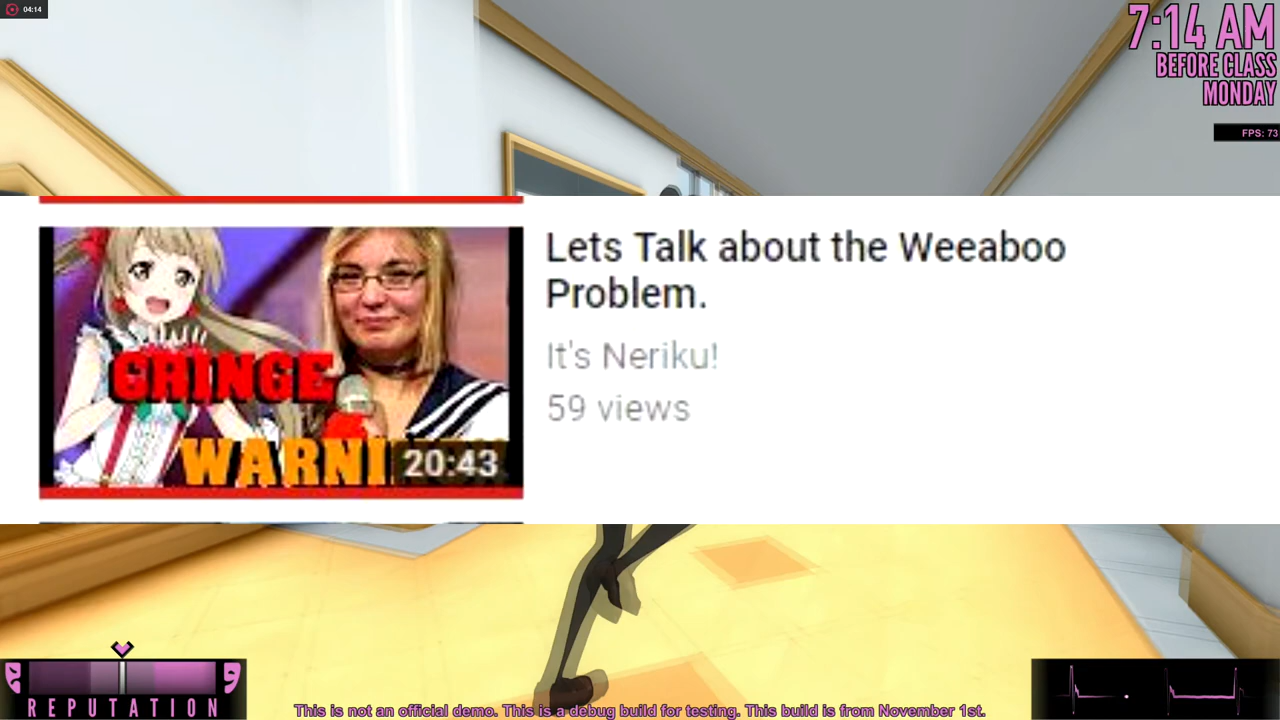 04:14
7:14 AM
BEFORE CLASS
MONDAY
FPS: 73
Lets Talk about the Weeaboo
Problem.
It's Neriku!
59 views
CRINGE
WARNI
20:43
REPUTATION
This is not an official demo. This is a debug build for testing. This build is from November 1st.